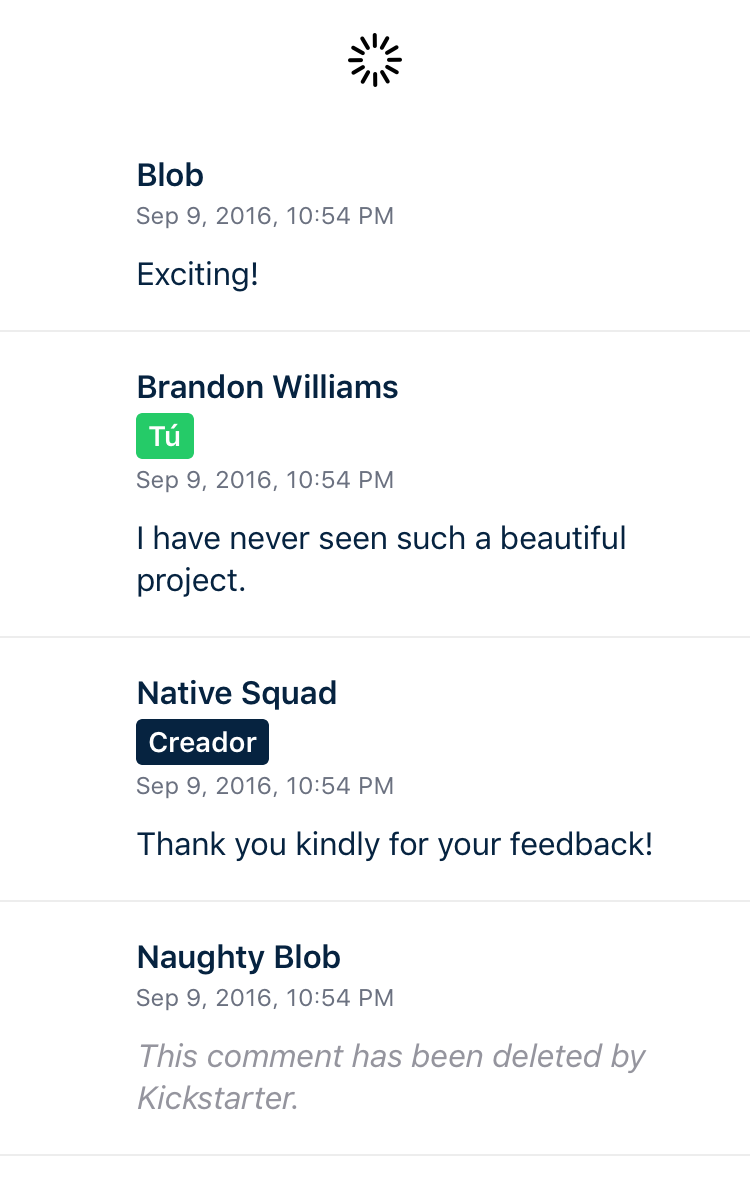 Blob
Sep 9, 2016, 10:54 PM
Exciting!
Brandon Williams
Tú
Sep 9, 2016, 10:54 PM
I have never seen such a beautiful
project.
Native Squad
Creador
Sep 9, 2016, 10:54 PM
Thank you kindly for your feedback!
Naughty Blob
Sep 9, 2016, 10:54 PM
This comment has been deleted by
Kickstarter.